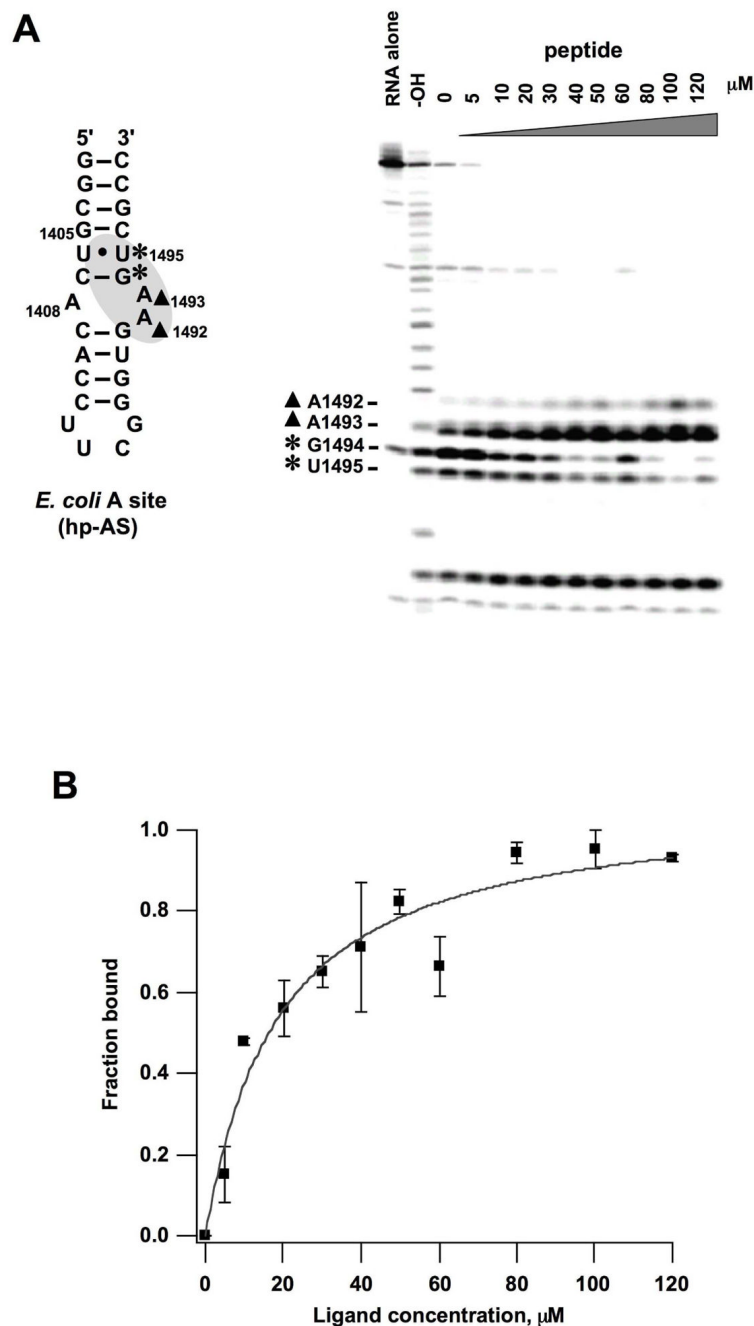 A
RNA alone
-OH
peptide
0 5 10 20 30 40 50 60 80 100 120 µM
5' 3'
G – C
G – C
C – G
1405 G – C
U • U * 1495
C – G *
A
1408 A ▲ 1493
A
C – G ▲ 1492
A – U
C – G
C – G
U G
U C
E. coli A site
(hp-AS)
▲ A1492 –
▲ A1493 –
* G1494 –
* U1495 –
B
1.0
0.8
0.6
0.4
0.2
0.0
Fraction bound
0 20 40 60 80 100 120
Ligand concentration, µM